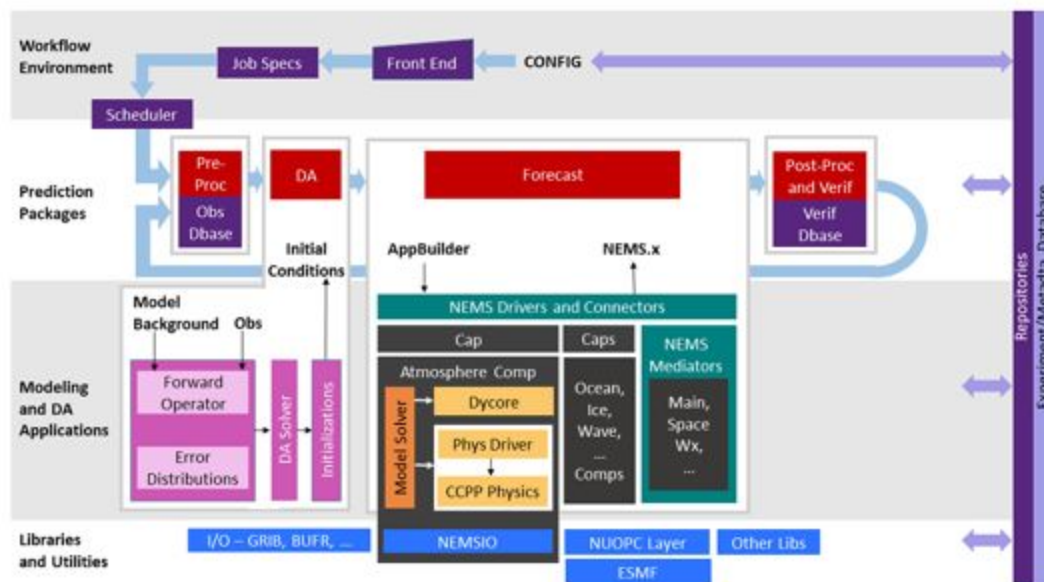 Workflow
Environment
Job Specs
Front End
CONFIG
Scheduler
Prediction
Packages
Pre-
Proc
Obs
Dbase
DA
Forecast
Post-Proc
and Verif
Verif
Dbase
Initial
Conditions
AppBuilder
NEMS.x
Modeling
and DA
Applications
Model
Background
Obs
Forward
Operator
Error
Distributions
DA Solver
Initializations
NEMS Drivers and Connectors
Cap
Caps
NEMS
Mediators
Atmosphere Comp
Model Solver
Dycore
Phys Driver
CCPP Physics
Ocean,
Ice,
Wave,
...
Comps
Main,
Space
Wx,
...
Libraries
and Utilities
I/O – GRIB, BUFR, ...
NEMSIO
NUOPC Layer
ESMF
Other Libs
Repositories
Experiment/Metadta Database